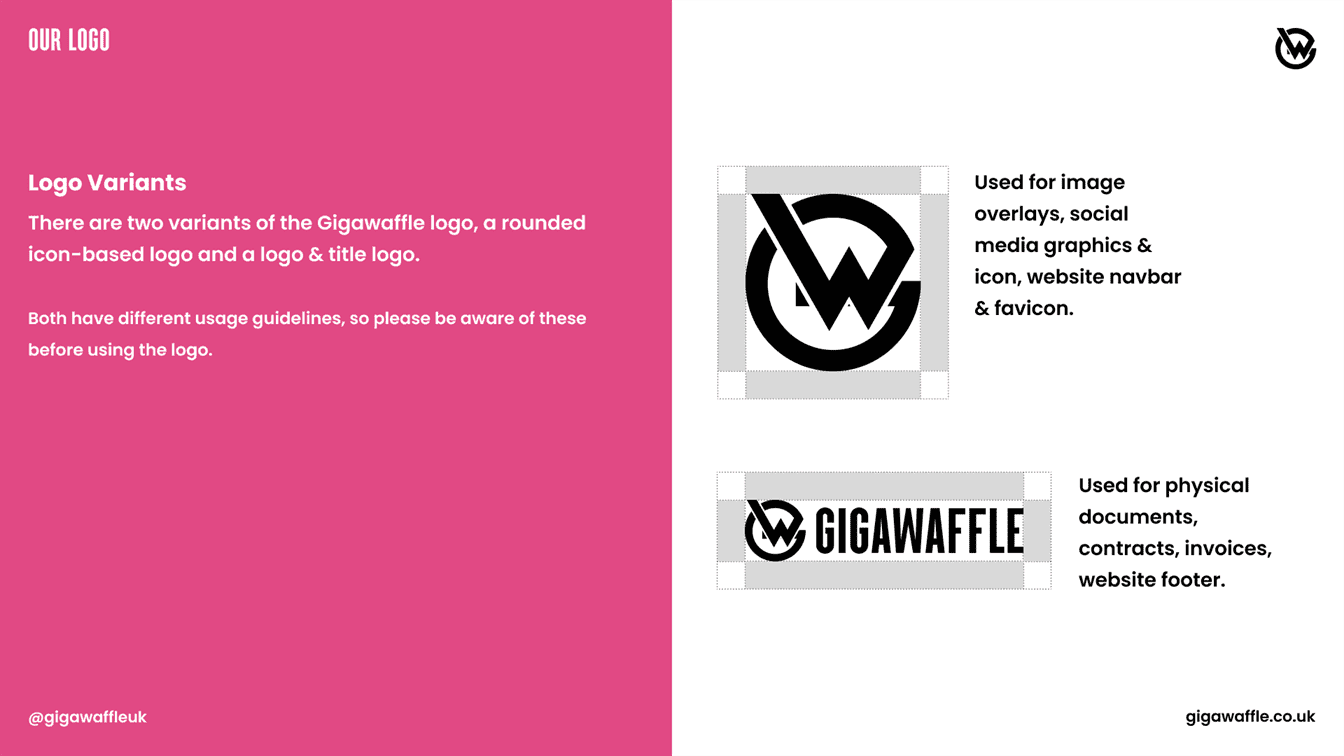 OUR LOGO
Logo Variants
There are two variants of the Gigawaffle logo, a rounded
icon-based logo and a logo & title logo.
Both have different usage guidelines, so please be aware of these
before using the logo.
@gigawaffleuk
Used for image
overlays, social
media graphics &
icon, website navbar
& favicon.
GIGAWAFFLE
Used for physical
documents,
contracts, invoices,
website footer.
gigawaffle.co.uk